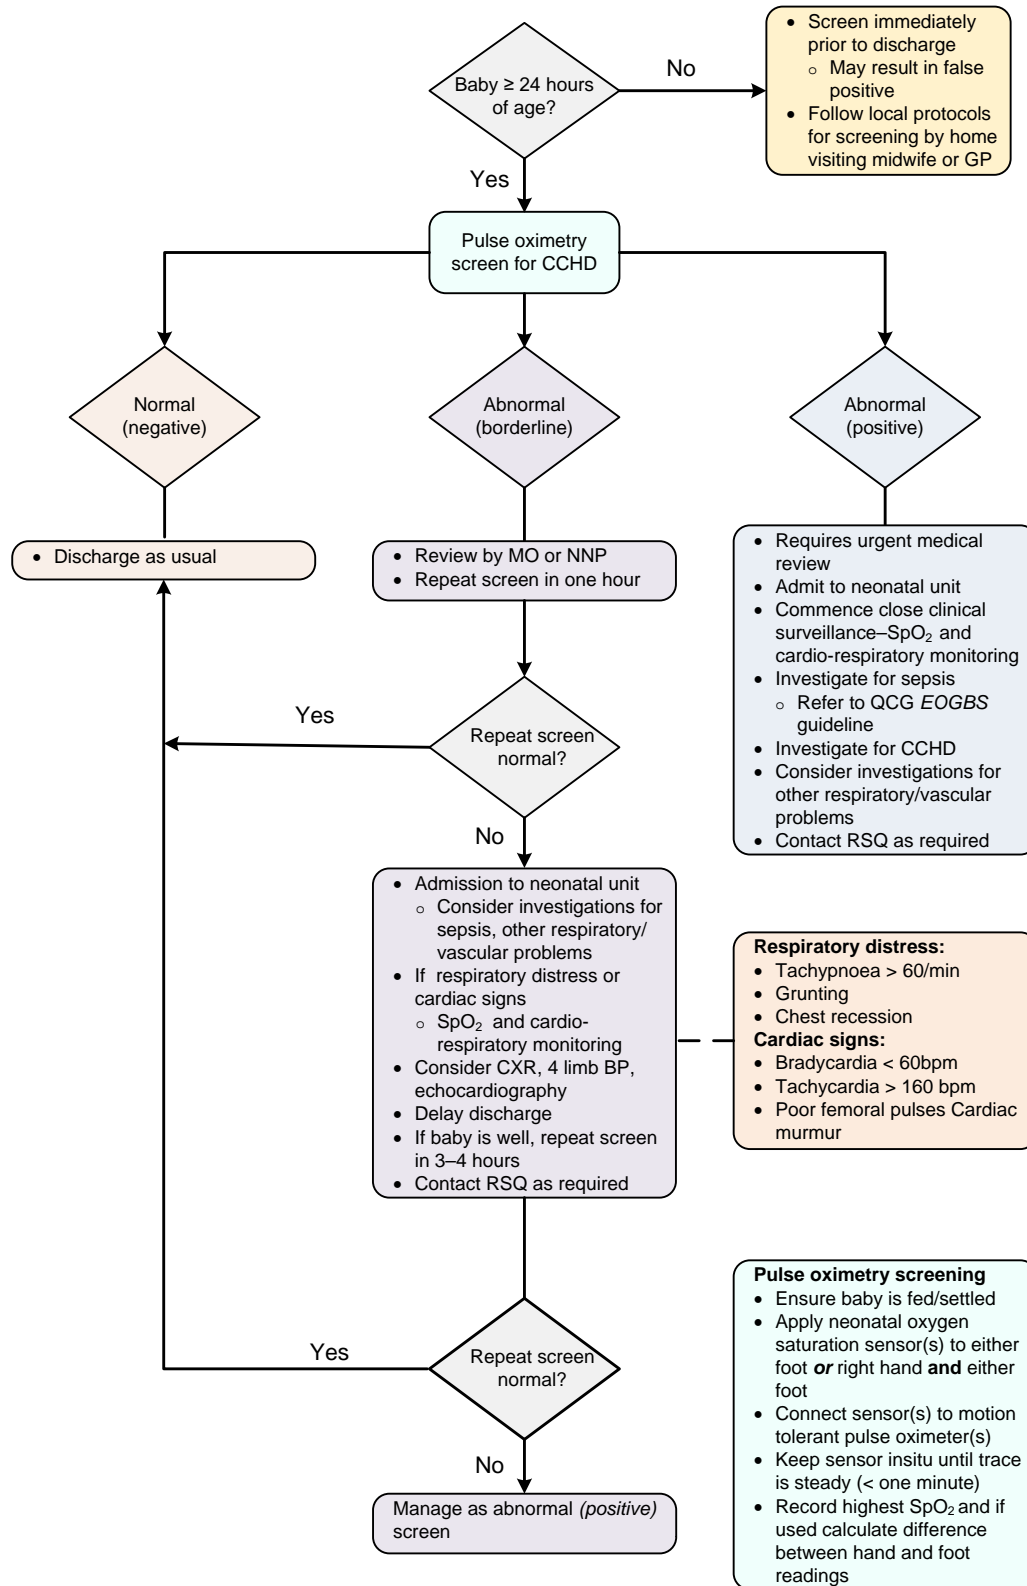 Baby ≥ 24 hours
of age?
No
• Screen immediately
prior to discharge
o May result in false
positive
• Follow local protocols
for screening by home
visiting midwife or GP
Yes
Pulse oximetry
screen for CCHD
Normal
(negative)
Abnormal
(borderline)
Abnormal
(positive)
• Discharge as usual
• Review by MO or NNP
• Repeat screen in one hour
• Requires urgent medical
review
• Admit to neonatal unit
• Commence close clinical
surveillance–SpO₂ and
cardio-respiratory monitoring
• Investigate for sepsis
o Refer to QCG EOGBS
guideline
• Investigate for CCHD
• Consider investigations for
other respiratory/vascular
problems
• Contact RSQ as required
Yes
Repeat screen
normal?
No
• Admission to neonatal unit
o Consider investigations for
sepsis, other respiratory/
vascular problems
• If respiratory distress or
cardiac signs
o SpO₂ and cardio-
respiratory monitoring
• Consider CXR, 4 limb BP,
echocardiography
• Delay discharge
• If baby is well, repeat screen
in 3–4 hours
• Contact RSQ as required
Respiratory distress:
• Tachypnoea > 60/min
• Grunting
• Chest recession
Cardiac signs:
• Bradycardia < 60bpm
• Tachycardia > 160 bpm
• Poor femoral pulses Cardiac
murmur
Yes
Repeat screen
normal?
No
Manage as abnormal (positive)
screen
Pulse oximetry screening
• Ensure baby is fed/settled
• Apply neonatal oxygen
saturation sensor(s) to either
foot or right hand and either
foot
• Connect sensor(s) to motion
tolerant pulse oximeter(s)
• Keep sensor insitu until trace
is steady (< one minute)
• Record highest SpO₂ and if
used calculate difference
between hand and foot
readings